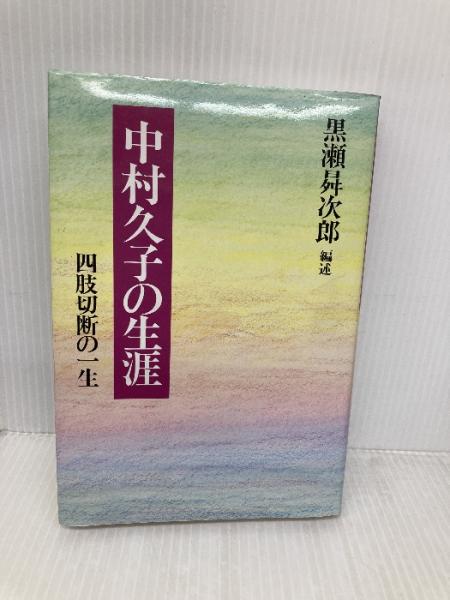 黒瀬曻次郎 編述
中村久子の生涯
四肢切断の一生